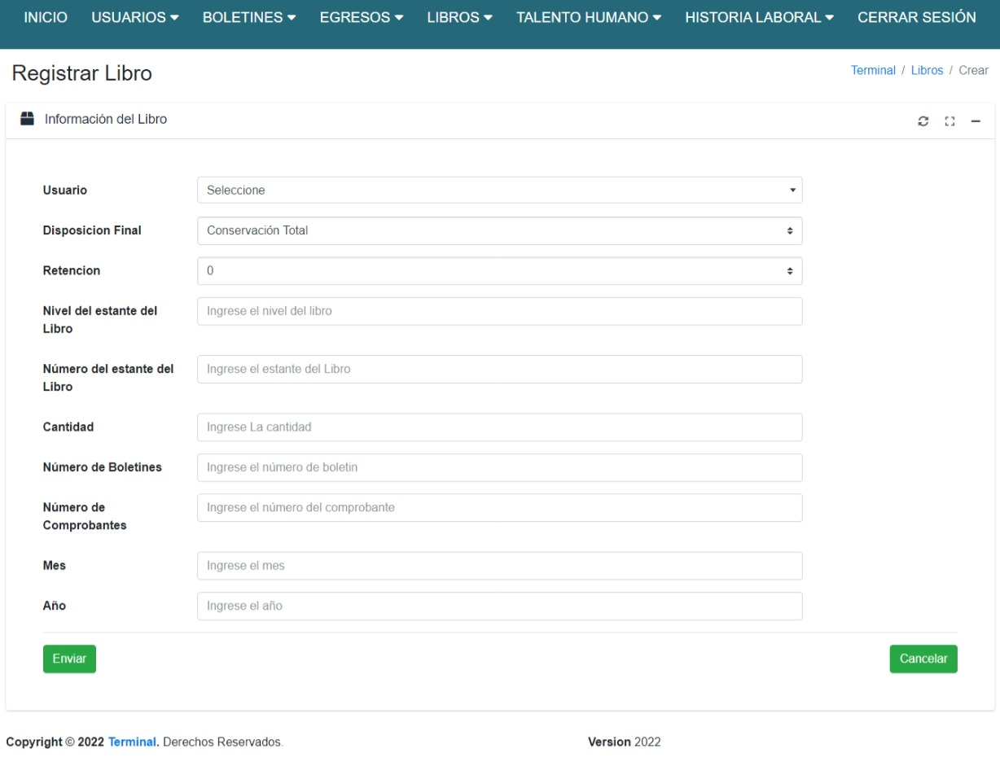 INICIO USUARIOS BOLETINES EGRESOS LIBROS TALENTO HUMANO HISTORIA LABORAL CERRAR SESIÓN
Registrar Libro
Terminal / Libros / Crear
Información del Libro
Usuario Seleccione
Disposicion Final Conservación Total
Retencion 0
Nivel del estante del Ingrese el nivel del libro
Libro
Número del estante del Ingrese el estante del Libro
Libro
Cantidad Ingrese La cantidad
Número de Boletines Ingrese el número de boletin
Número de Ingrese el número del comprobante
Comprobantes
Mes Ingrese el mes
Año Ingrese el año
Enviar Cancelar
Copyright © 2022 Terminal. Derechos Reservados. Version 2022